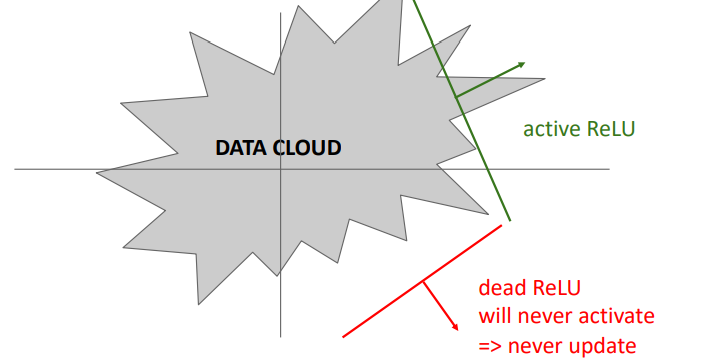 DATA CLOUD
active ReLU
dead ReLU
will never activate
=> never update